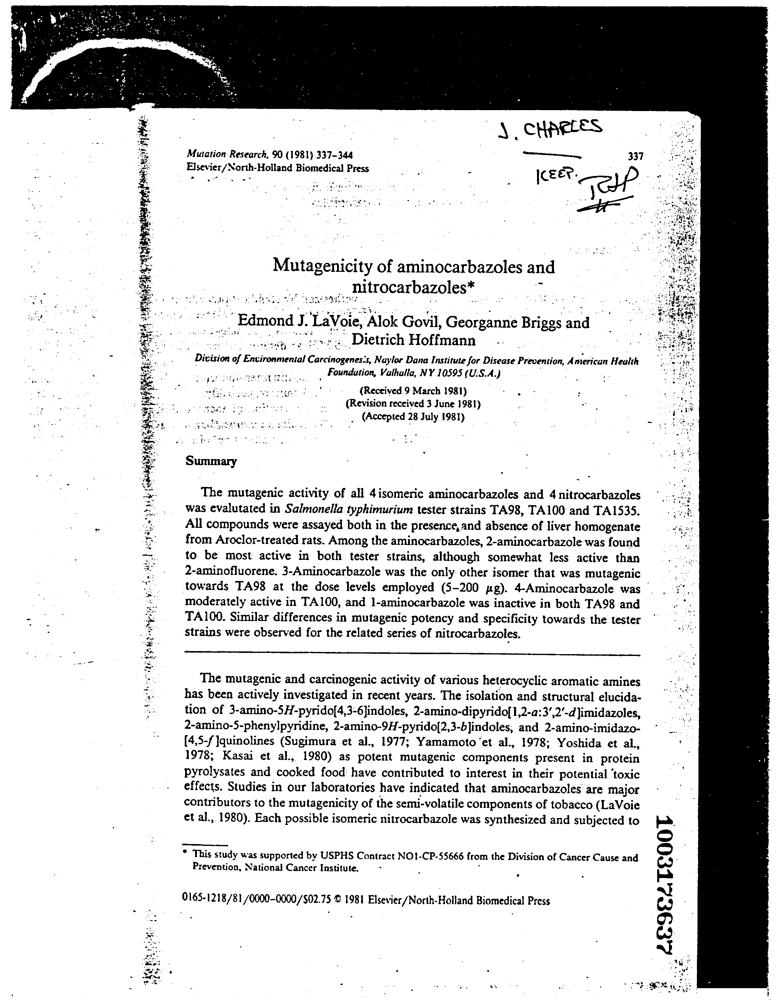 J. CHARLES
Mutation Research, 90 (1981) 337-344
337
Elsevier/North-Holland Biomedical Press
KEEP.
Mutagenicity of aminocarbazoles and
nitrocarbazoles*
Edmond J. LaVoie, Alok Govil, Georganne Briggs and
Dietrich Hoffmann
Division of Environmental Carcinogenesis, Naylor Dana Institute for Disease Prevention, American Health
Foundation, Valhalla, NY 10595 (U.S.A.)
(Received 9 March 1981)
(Revision received 3 June 1981)
(Accepted 28 July 1981)
Summary
The mutagenic activity of all 4 isomeric aminocarbazoles and 4 nitrocarbazoles
was evalutated in Salmonella typhimurium tester strains TA98, TA100 and TA1535.
All compounds were assayed both in the presence and absence of liver homogenate
from Aroclor-treated rats. Among the aminocarbazoles, 2-aminocarbazole was found
to be most active in both tester strains, although somewhat less active than
2-aminofluorene. 3-Aminocarbazole was the only other isomer that was mutagenic
towards TA98 at the dose levels employed (5-200 μg). 4-Aminocarbazole was
moderately active in TA100, and 1-aminocarbazole was inactive in both TA98 and
TA100. Similar differences in mutagenic potency and specificity towards the tester
strains were observed for the related series of nitrocarbazoles.
The mutagenic and carcinogenic activity of various heterocyclic aromatic amines
has been actively investigated in recent years. The isolation and structural elucida-
tion of 3-amino-5H-pyrido[4,3-6]indoles, 2-amino-dipyrido[1,2-a:3',2'-d]imidazoles,
2-amino-5-phenylpyridine, 2-amino-9H-pyrido[2,3-b]indoles, and 2-amino-imidazo-
[4,5-f]quinolines (Sugimura et al., 1977; Yamamoto et al., 1978; Yoshida et al.,
1978; Kasai et al., 1980) as potent mutagenic components present in protein
pyrolysates and cooked food have contributed to interest in their potential toxic
effects. Studies in our laboratories have indicated that aminocarbazoles are major
contributors to the mutagenicity of the semi-volatile components of tobacco (LaVoie
et al., 1980). Each possible isomeric nitrocarbazole was synthesized and subjected to
* This study was supported by USPHS Contract NO1-CP-55666 from the Division of Cancer Cause and
Prevention, National Cancer Institute.
0165-1218/81/0000-0000/$02.75 © 1981 Elsevier/North-Holland Biomedical Press
1003173637